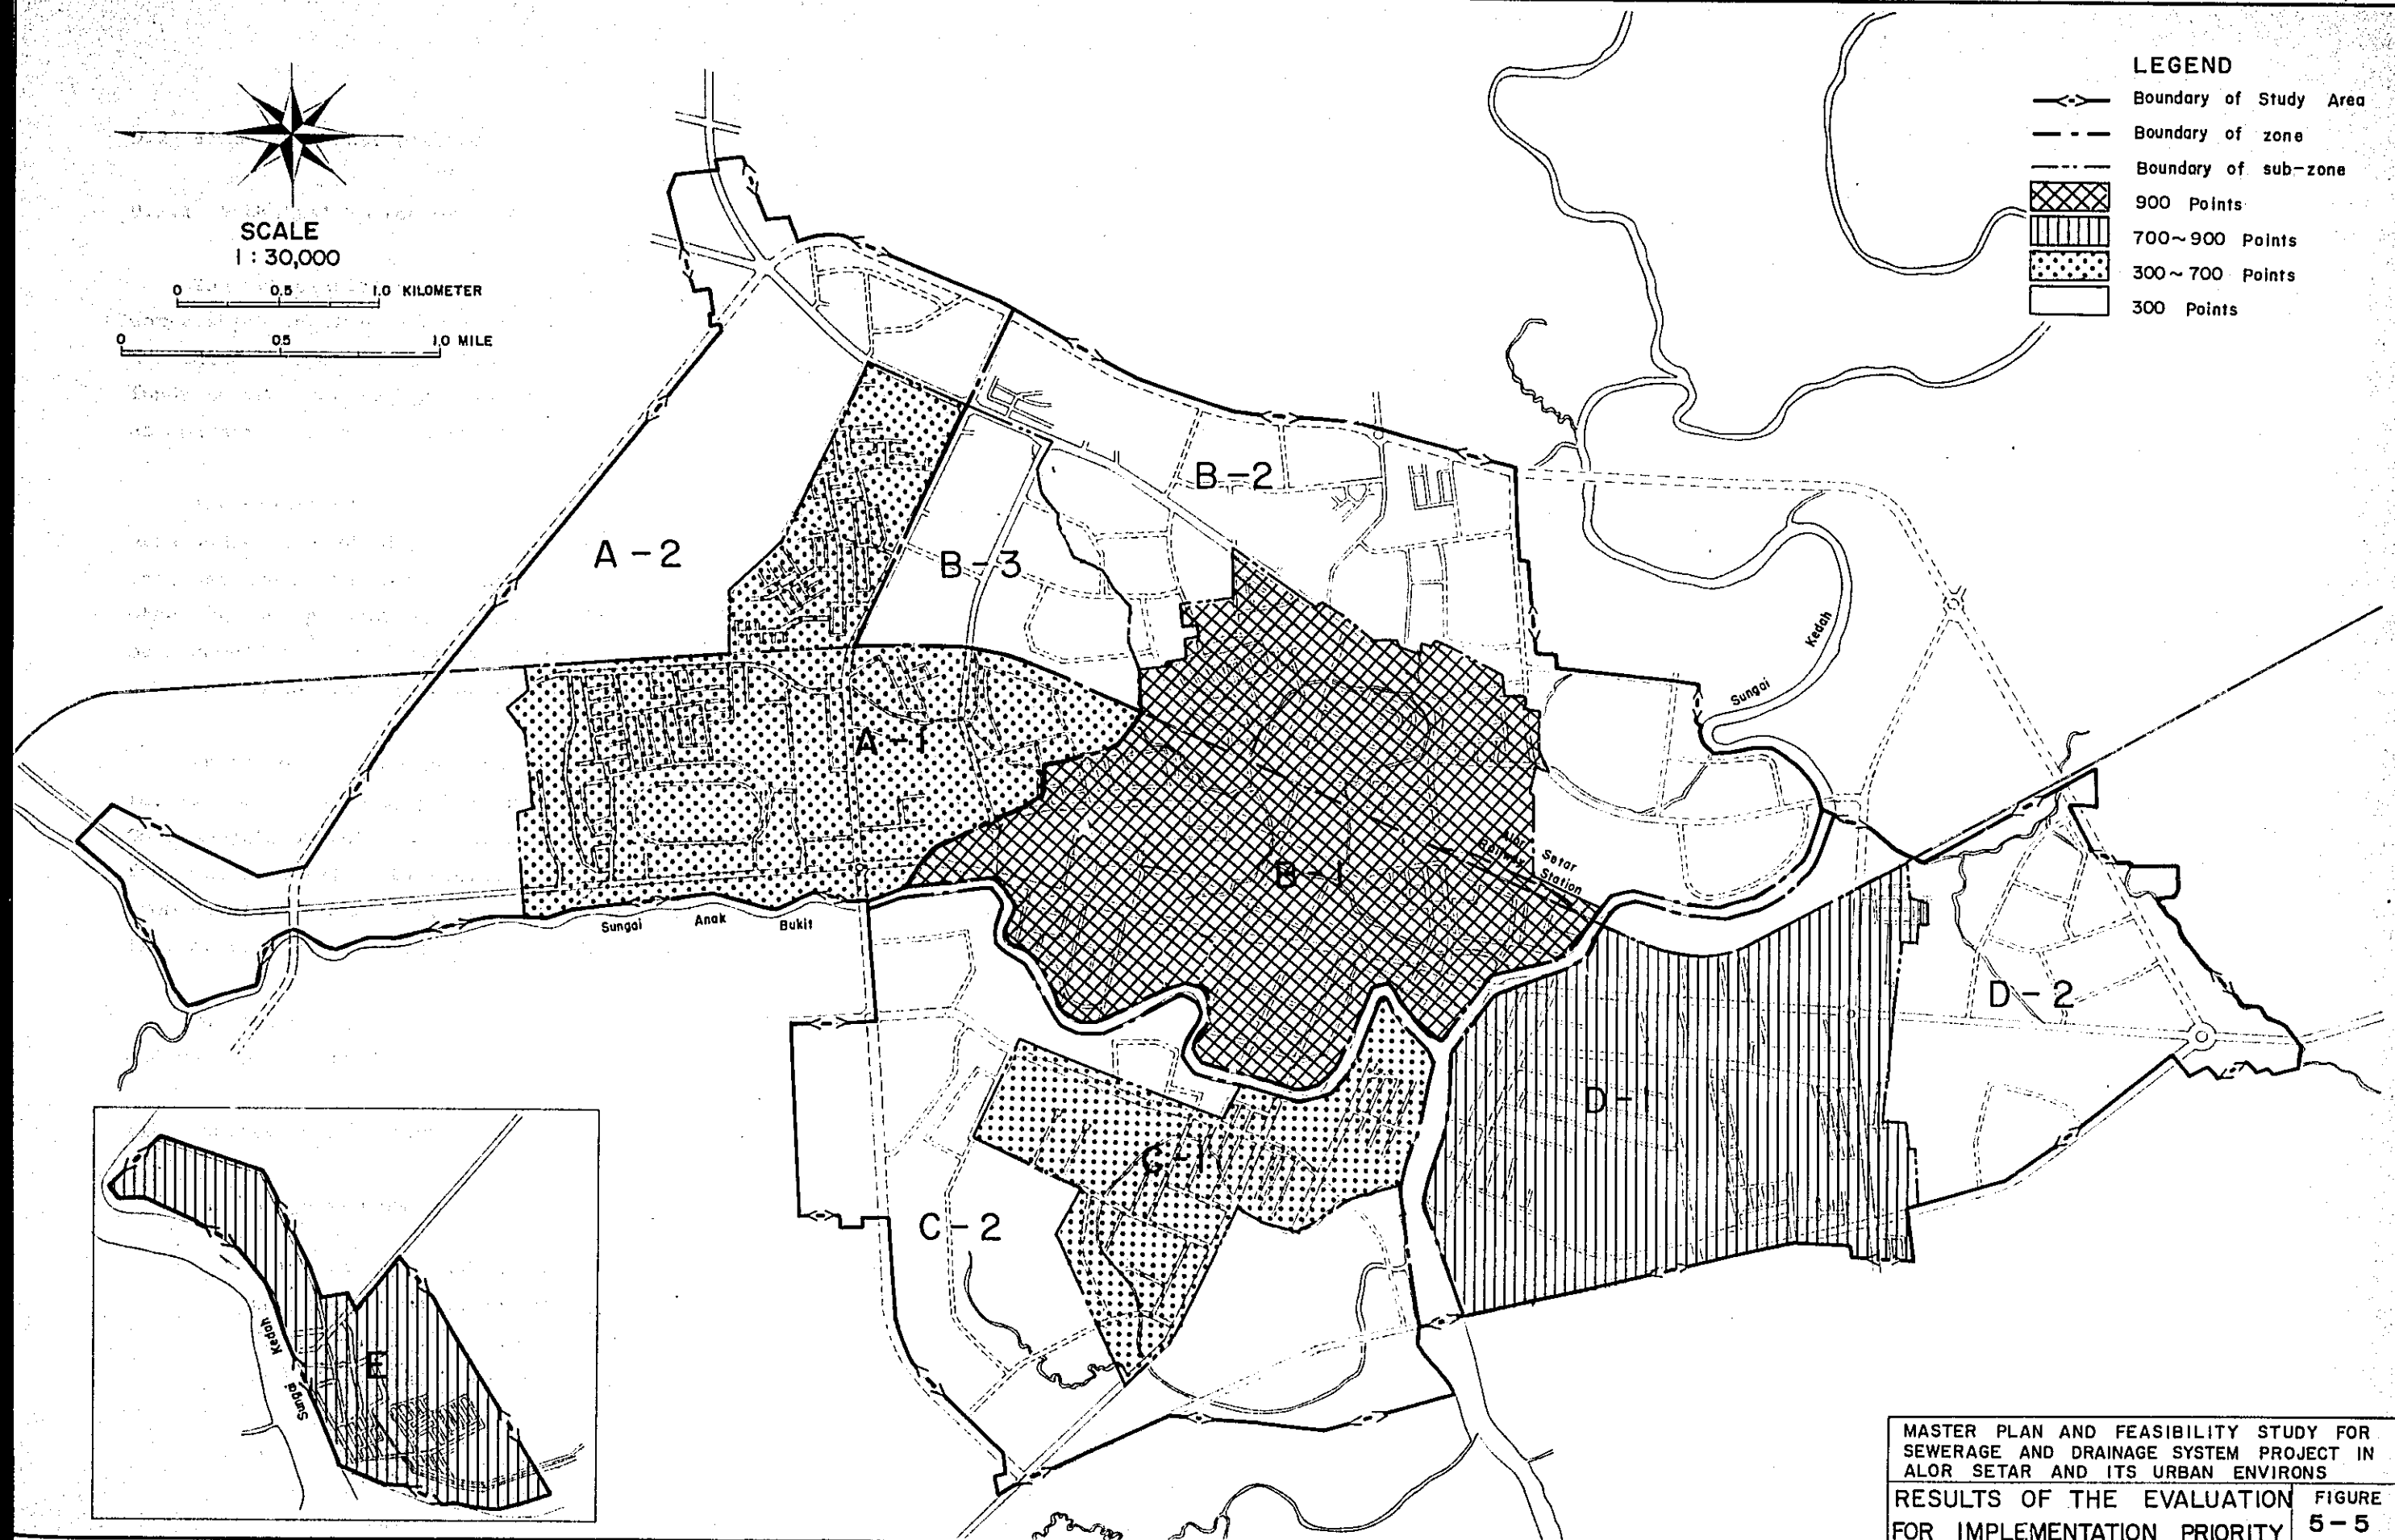 LEGEND
Boundary of Study Area
Boundary of zone
Boundary of sub-zone
900 Points
700~900 Points
300~700 Points
300 Points
SCALE
1 : 30,000
0 0.5 1.0 KILOMETER
0 0.5 1.0 MILE
A-2
B-2
B-3
A-1
B-1
Alor Setar
Railway
Station
Kedah
Sungai
Sungai Anak Bukit
D-2
D-1
C-1
C-2
E
Kedah
Sungai
MASTER PLAN AND FEASIBILITY STUDY FOR
SEWERAGE AND DRAINAGE SYSTEM PROJECT IN
ALOR SETAR AND ITS URBAN ENVIRONS
RESULTS OF THE EVALUATION
FOR IMPLEMENTATION PRIORITY
FIGURE
5-5